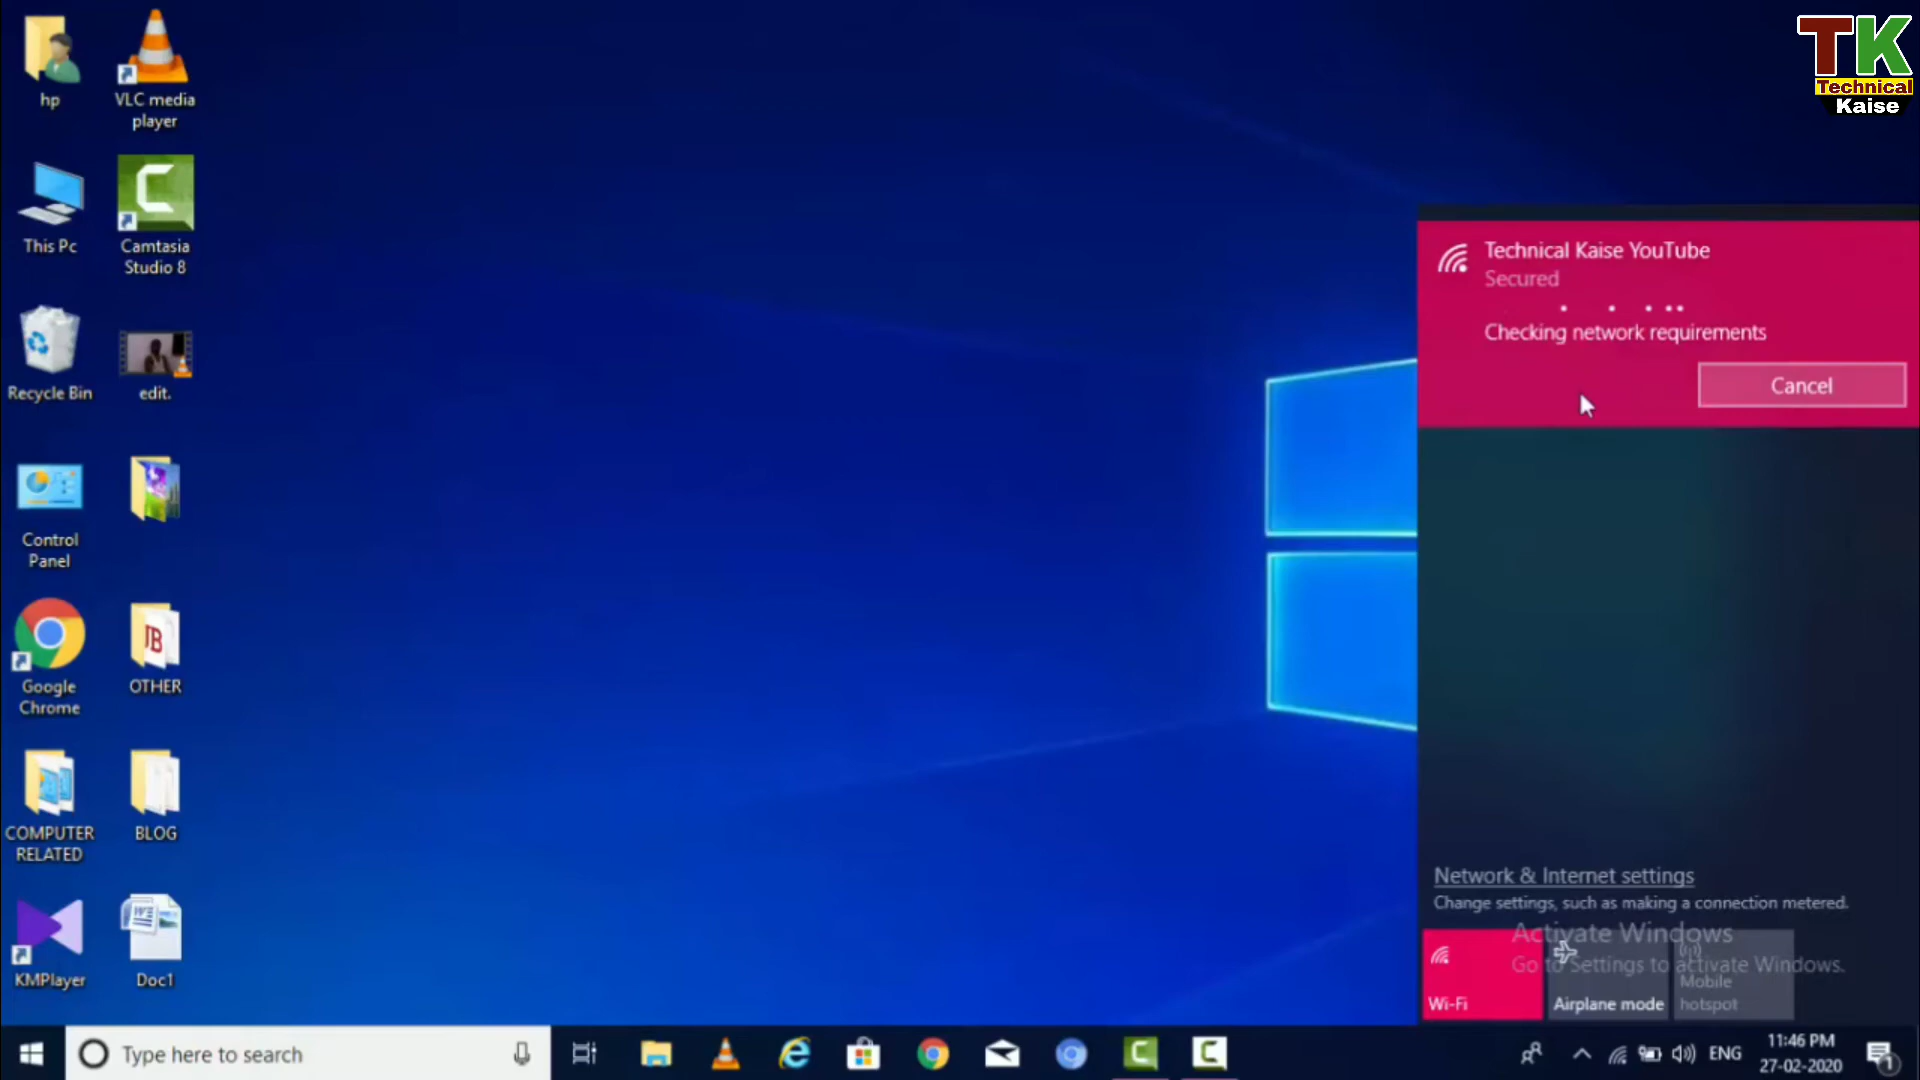 TK
Technical
Kaise
hp
VLC media
player
This Pc
Camtasia
Studio 8
Recycle Bin
edit.
Control
Panel
Google
Chrome
OTHER
COMPUTER
RELATED
BLOG
KMPlayer
Doc1
Technical Kaise YouTube
Secured
Checking network requirements
Cancel
Network & Internet settings
Change settings, such as making a connection metered.
Activate Windows
Go to Settings to activate Windows.
Wi-Fi
Airplane mode
Mobile
hotspot
Type here to search
ENG
11:46 PM
27-02-2020
1